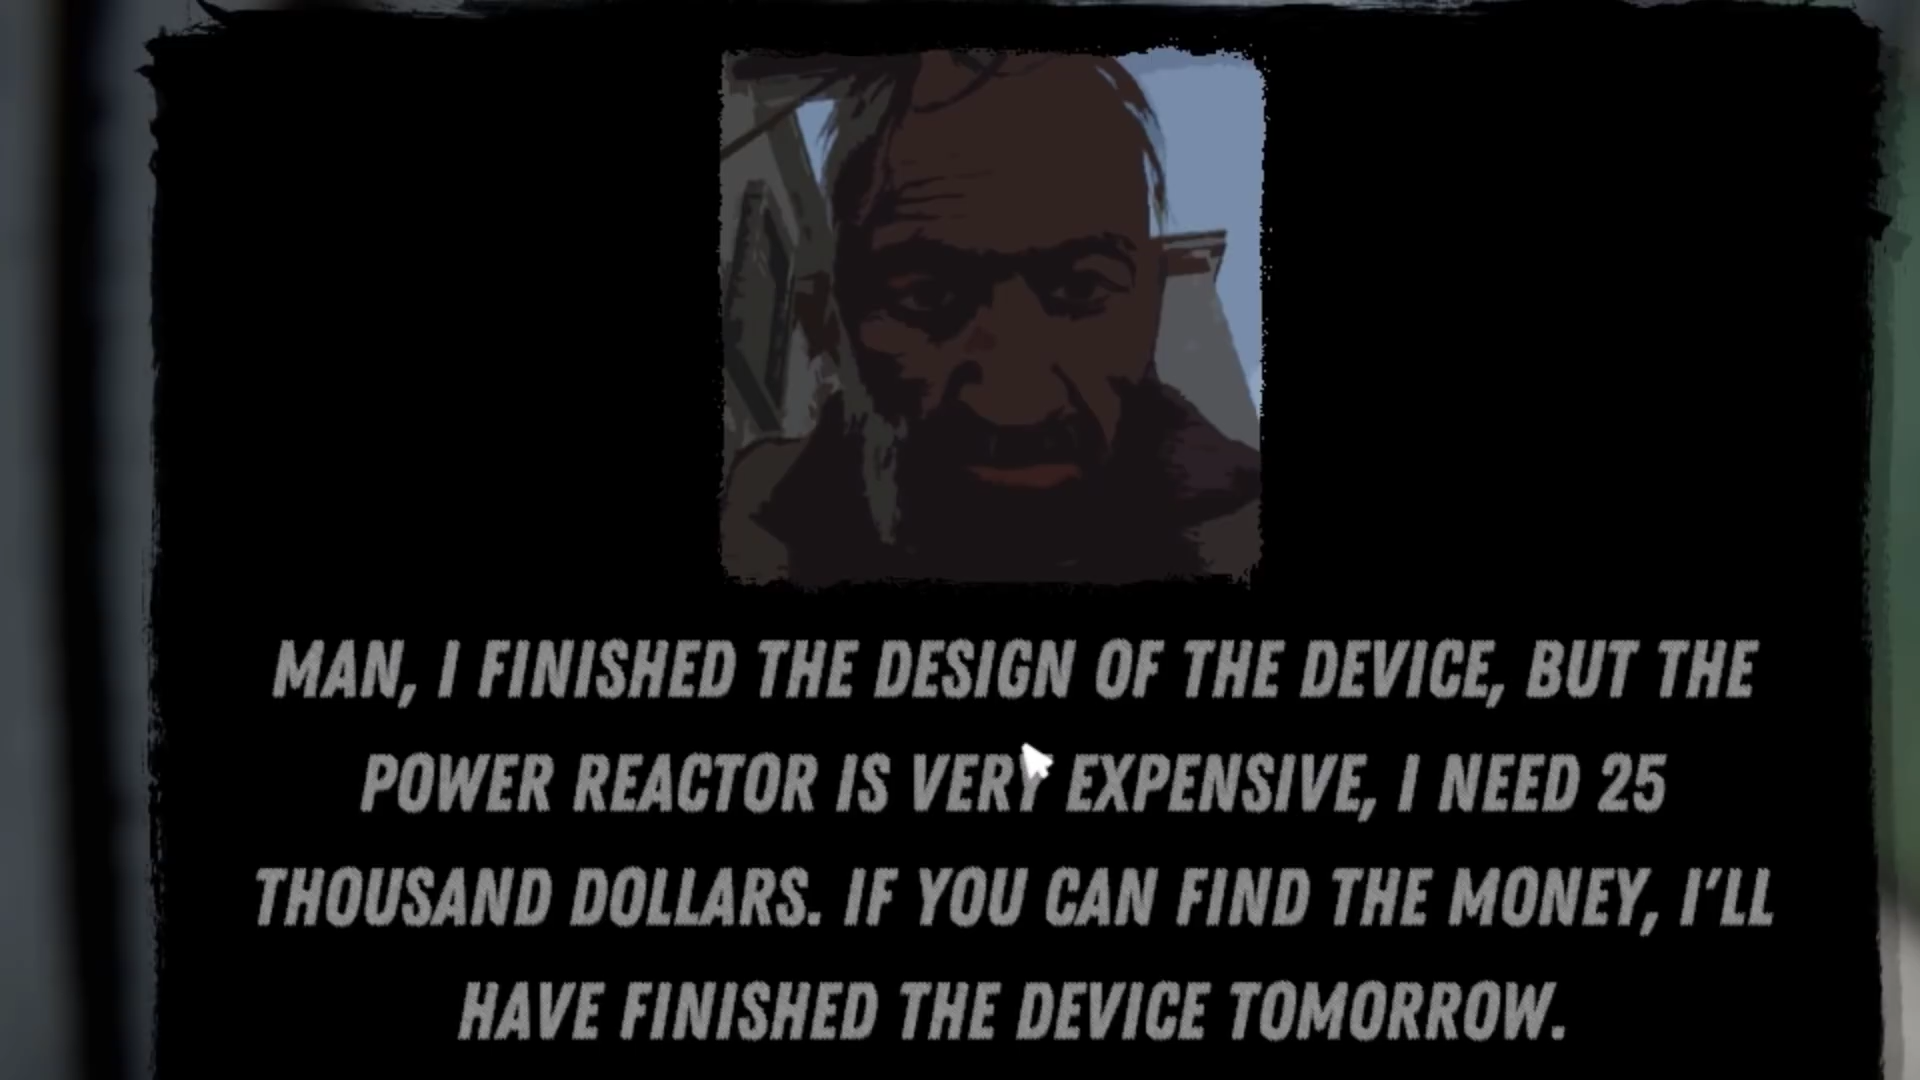 MAN, I FINISHED THE DESIGN OF THE DEVICE, BUT THE
POWER REACTOR IS VERY EXPENSIVE, I NEED 25
THOUSAND DOLLARS. IF YOU CAN FIND THE MONEY, I'LL
HAVE FINISHED THE DEVICE TOMORROW.